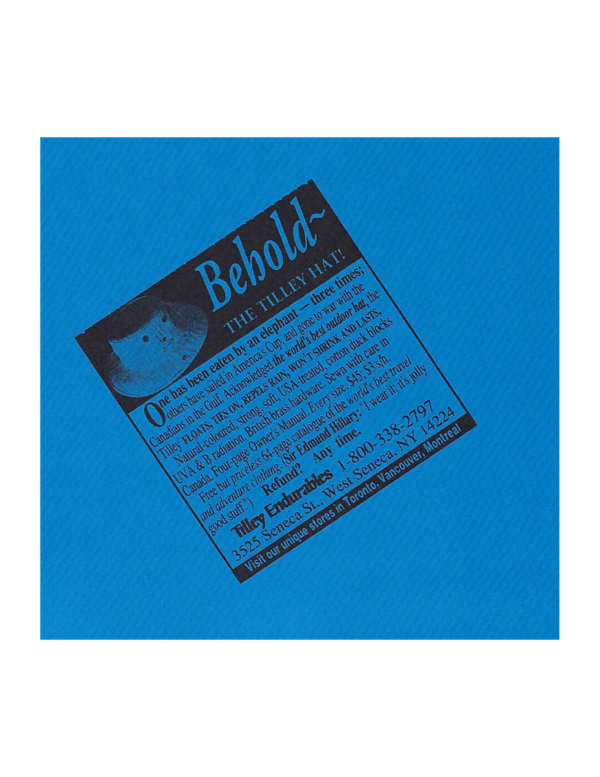 Behold~
THE TILLEY HAT!
One has been eaten by an elephant — three times;
others have sailed in America's Cup, and gone to war with the
Canadians in the Gulf. Acknowledged the world's best outdoor hat, the
Tilley FLOATS, TIES ON, REPELS RAIN, WON'T SHRINK AND LASTS.
Natural-coloured, strong, soft, USA-treated, cotton duck blocks
UVA & B radiation. British brass hardware. Sewn with care in
Canada. Four-page Owner's Manual. Every size. $45; $3 s/h.
Free but priceless 64-page catalogue of the world's best travel
and adventure clothing. (Sir Edmund Hillary: "I wear it; it's jolly
good stuff.") Refund? Any time.
Tilley Endurables 1-800-338-2797
3525 Seneca St., West Seneca, NY 14224
Visit our unique stores in Toronto, Vancouver, Montreal